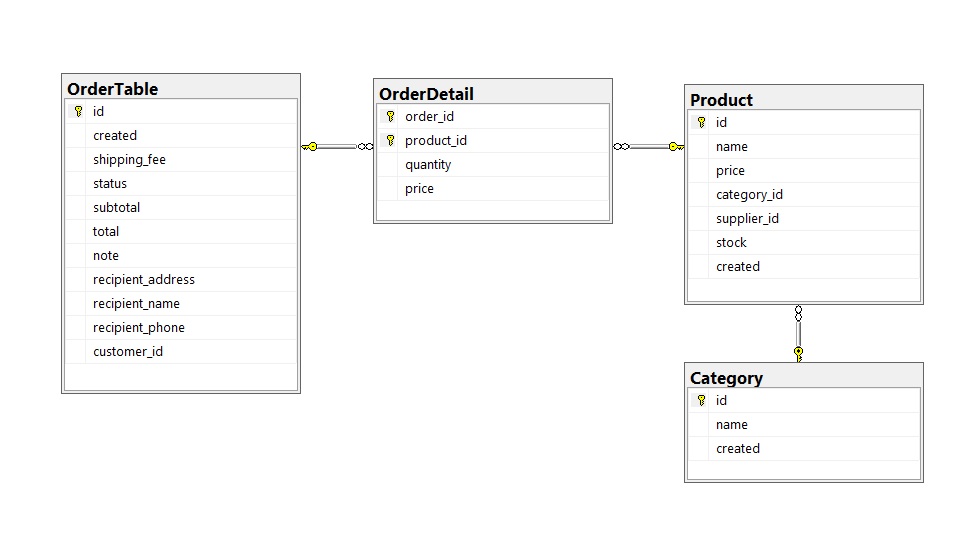 OrderTable
id
created
shipping_fee
status
subtotal
total
note
recipient_address
recipient_name
recipient_phone
customer_id
OrderDetail
order_id
product_id
quantity
price
Product
id
name
price
category_id
supplier_id
stock
created
Category
id
name
created